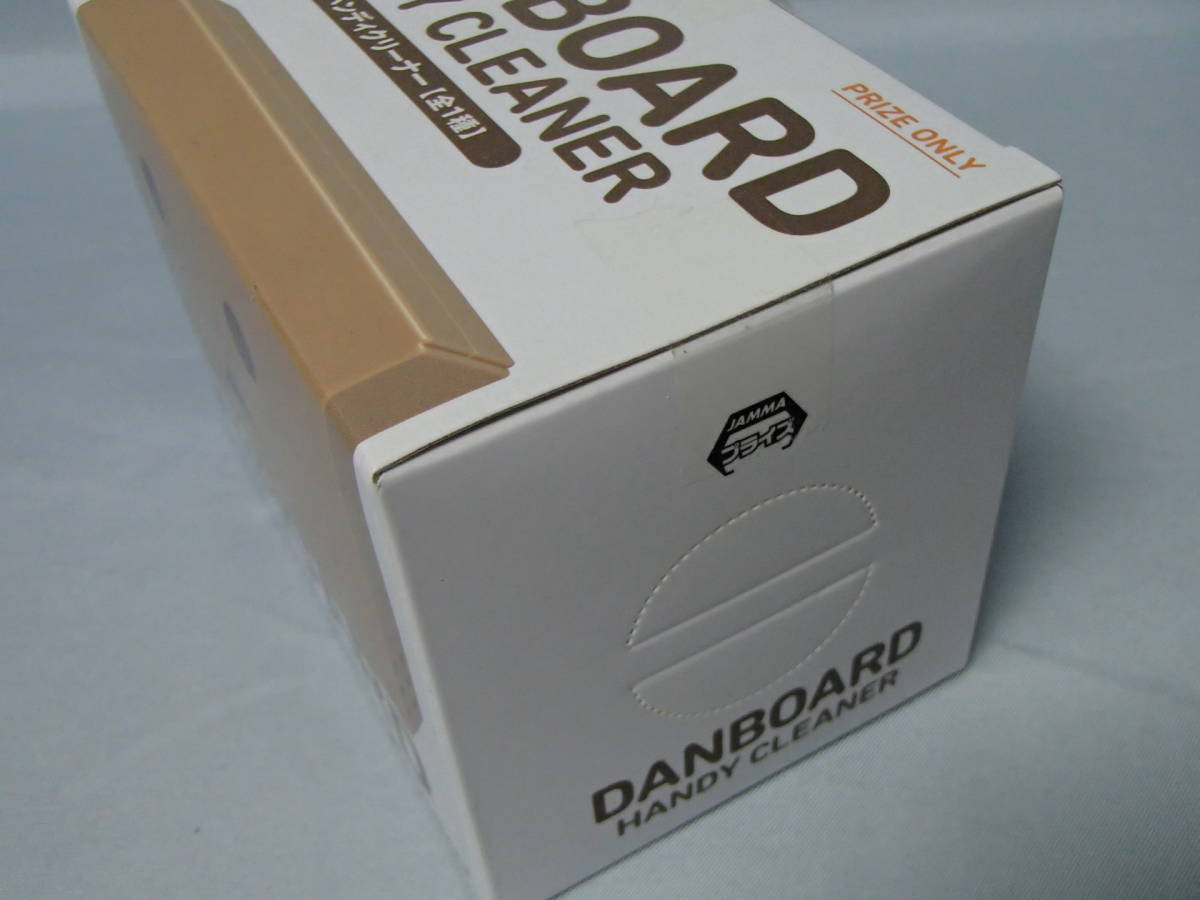 BOARD
Y CLEANER
ハンディクリーナー【全1種】
PRIZE ONLY
JAMMA
プライズ
DANBOARD
HANDY CLEANER